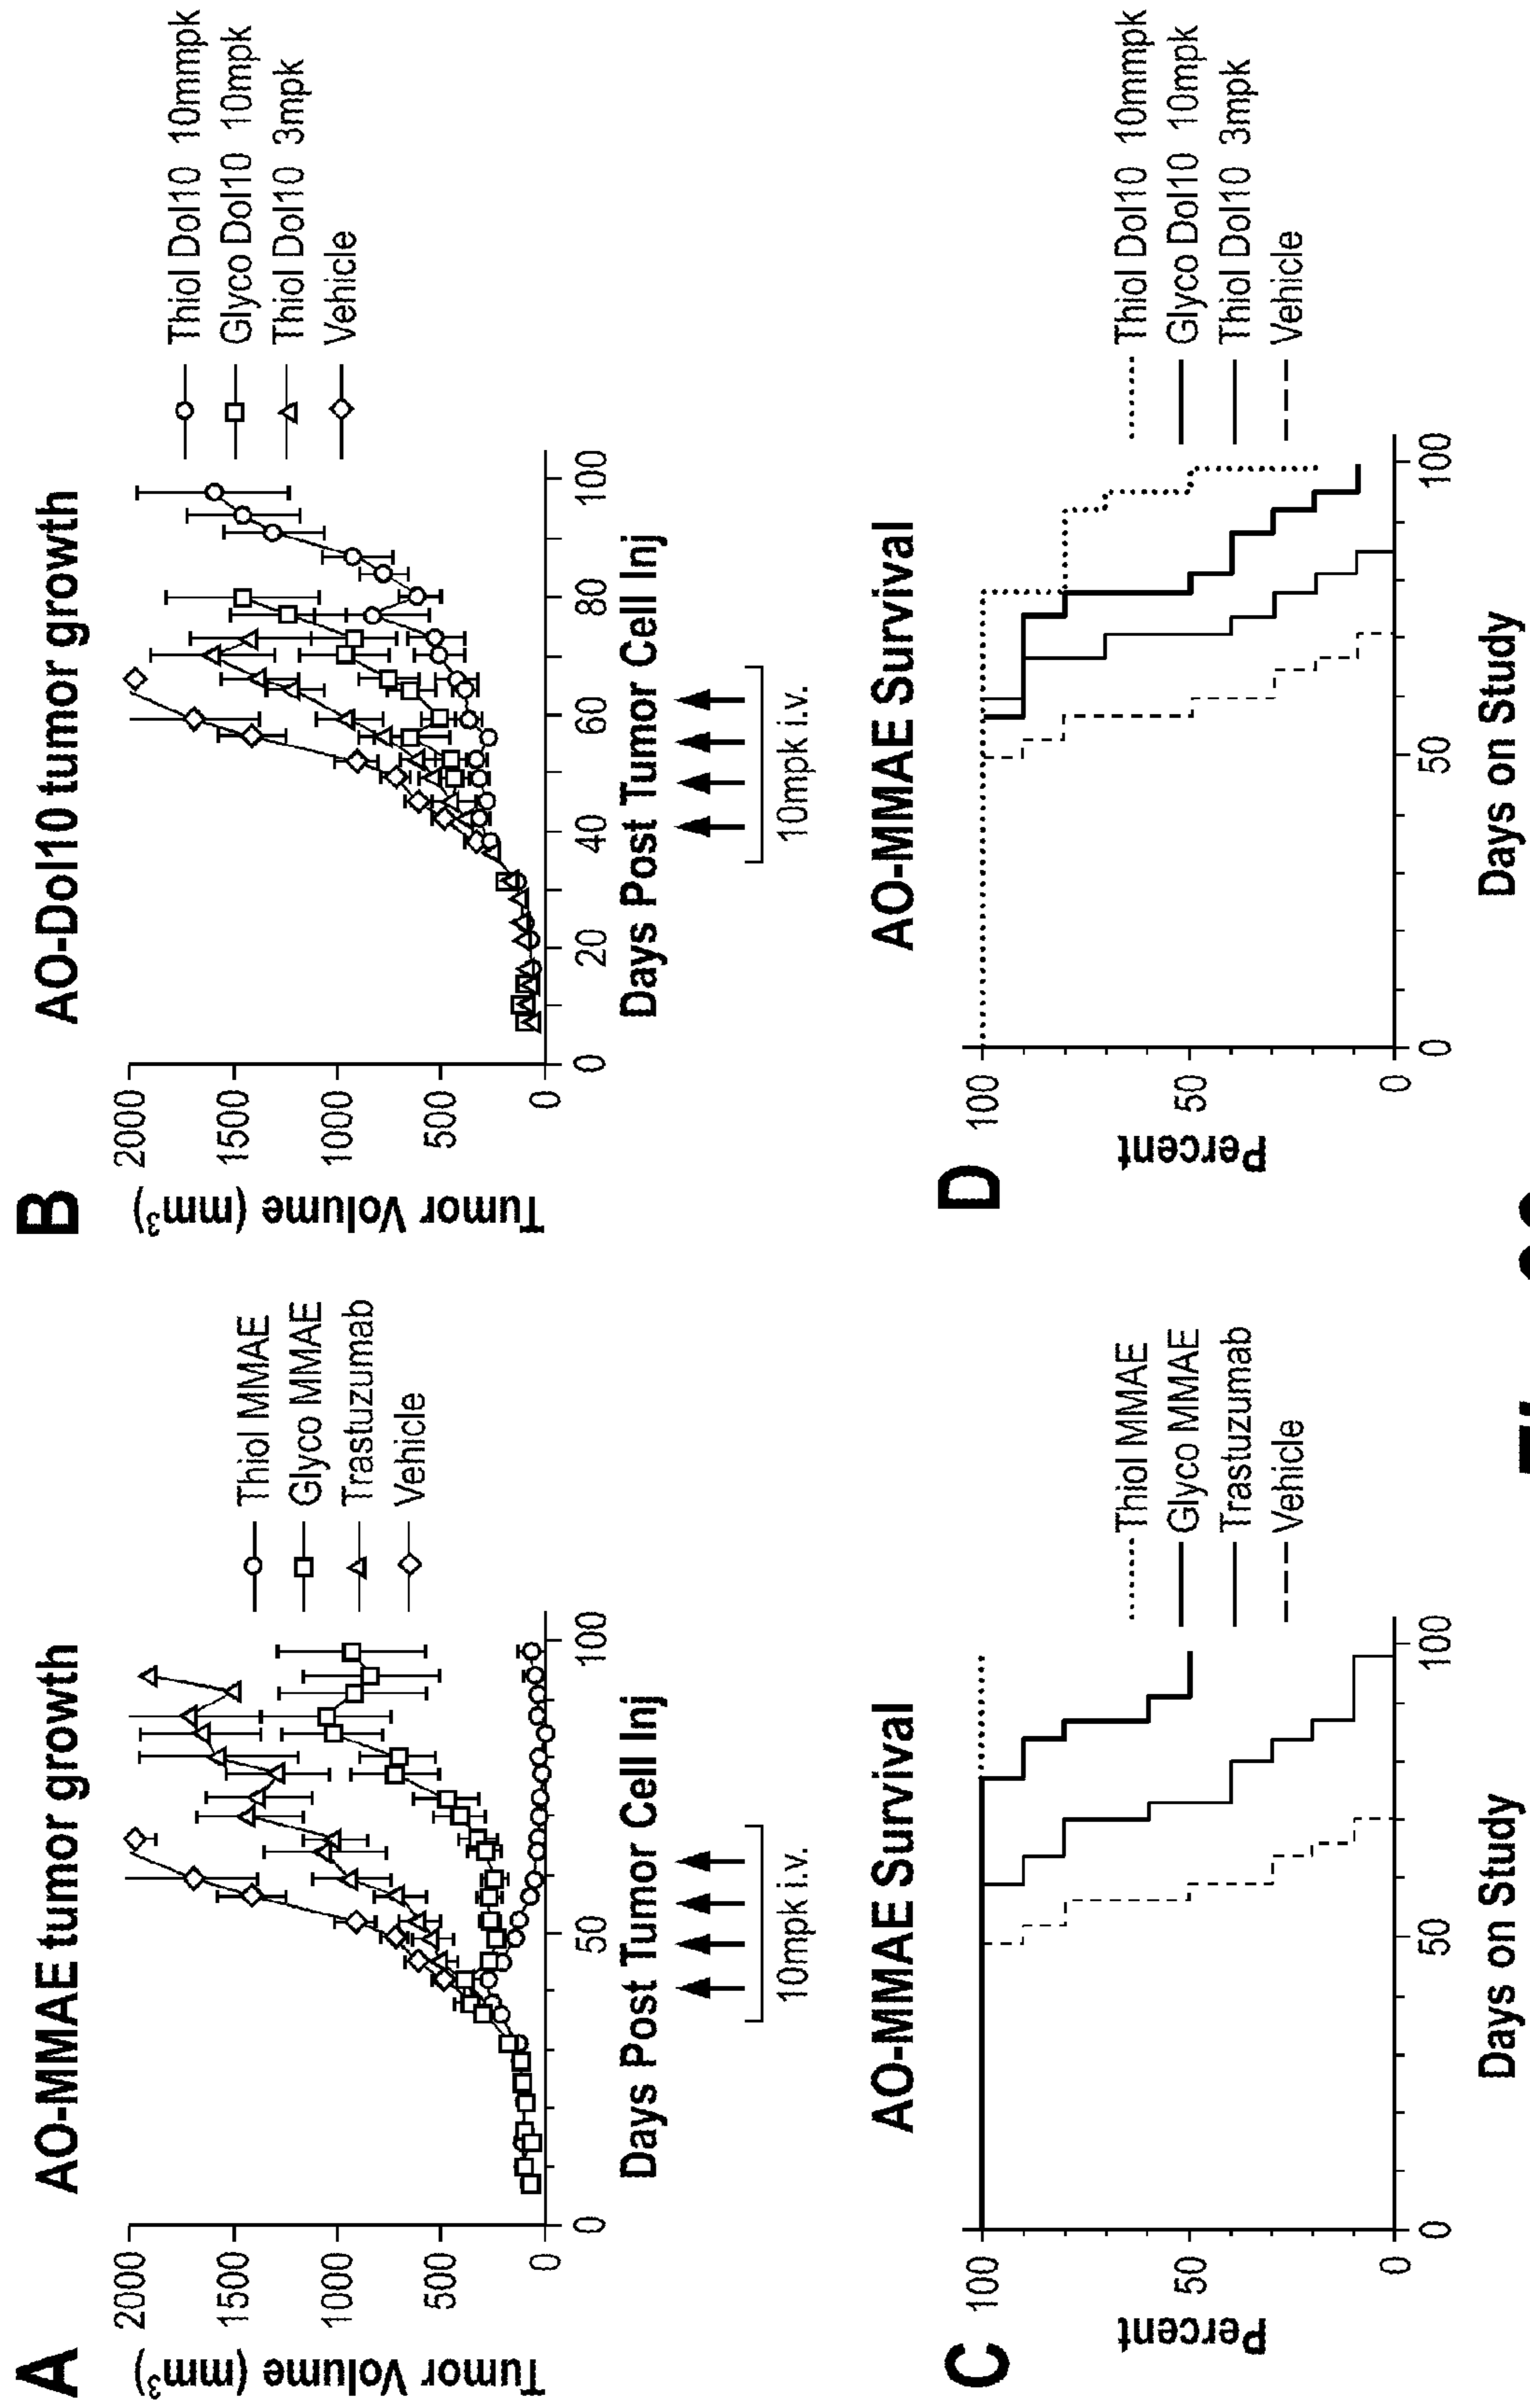 A
AO-MMAE tumor growth
Tumor Volume (mm³)
2000
1500
1000
500
0
0
50
100
Days Post Tumor Cell Inj
10mpk i.v.
Thiol MMAE
Glyco MMAE
Trastuzumab
Vehicle
B
AO-Dol10 tumor growth
Tumor Volume (mm³)
2000
1500
1000
500
0
0
20
40
60
80
100
Days Post Tumor Cell Inj
10mpk i.v.
Thiol Dol10 10mmpk
Glyco Dol10 10mpk
Thiol Dol10 3mpk
Vehicle
C
AO-MMAE Survival
Percent
100
50
0
0
50
100
Days on Study
Thiol MMAE
Glyco MMAE
Trastuzumab
Vehicle
D
AO-MMAE Survival
Percent
100
50
0
0
50
100
Days on Study
Thiol Dol10 10mmpk
Glyco Dol10 10mpk
Thiol Dol10 3mpk
Vehicle